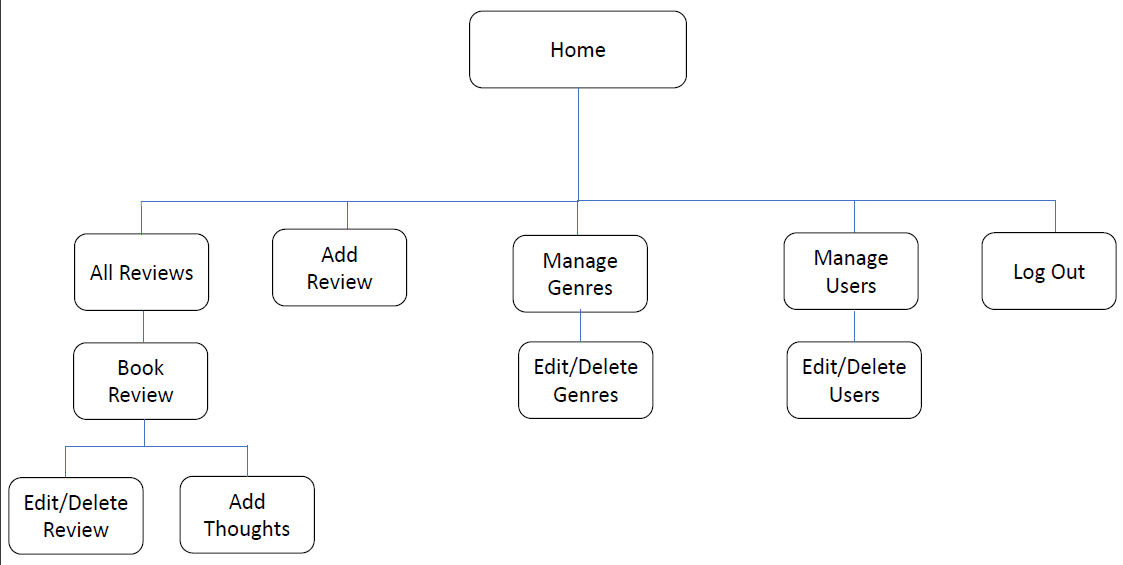 Home
All Reviews
Add
Review
Manage
Genres
Manage
Users
Log Out
Book
Review
Edit/Delete
Genres
Edit/Delete
Users
Edit/Delete
Review
Add
Thoughts